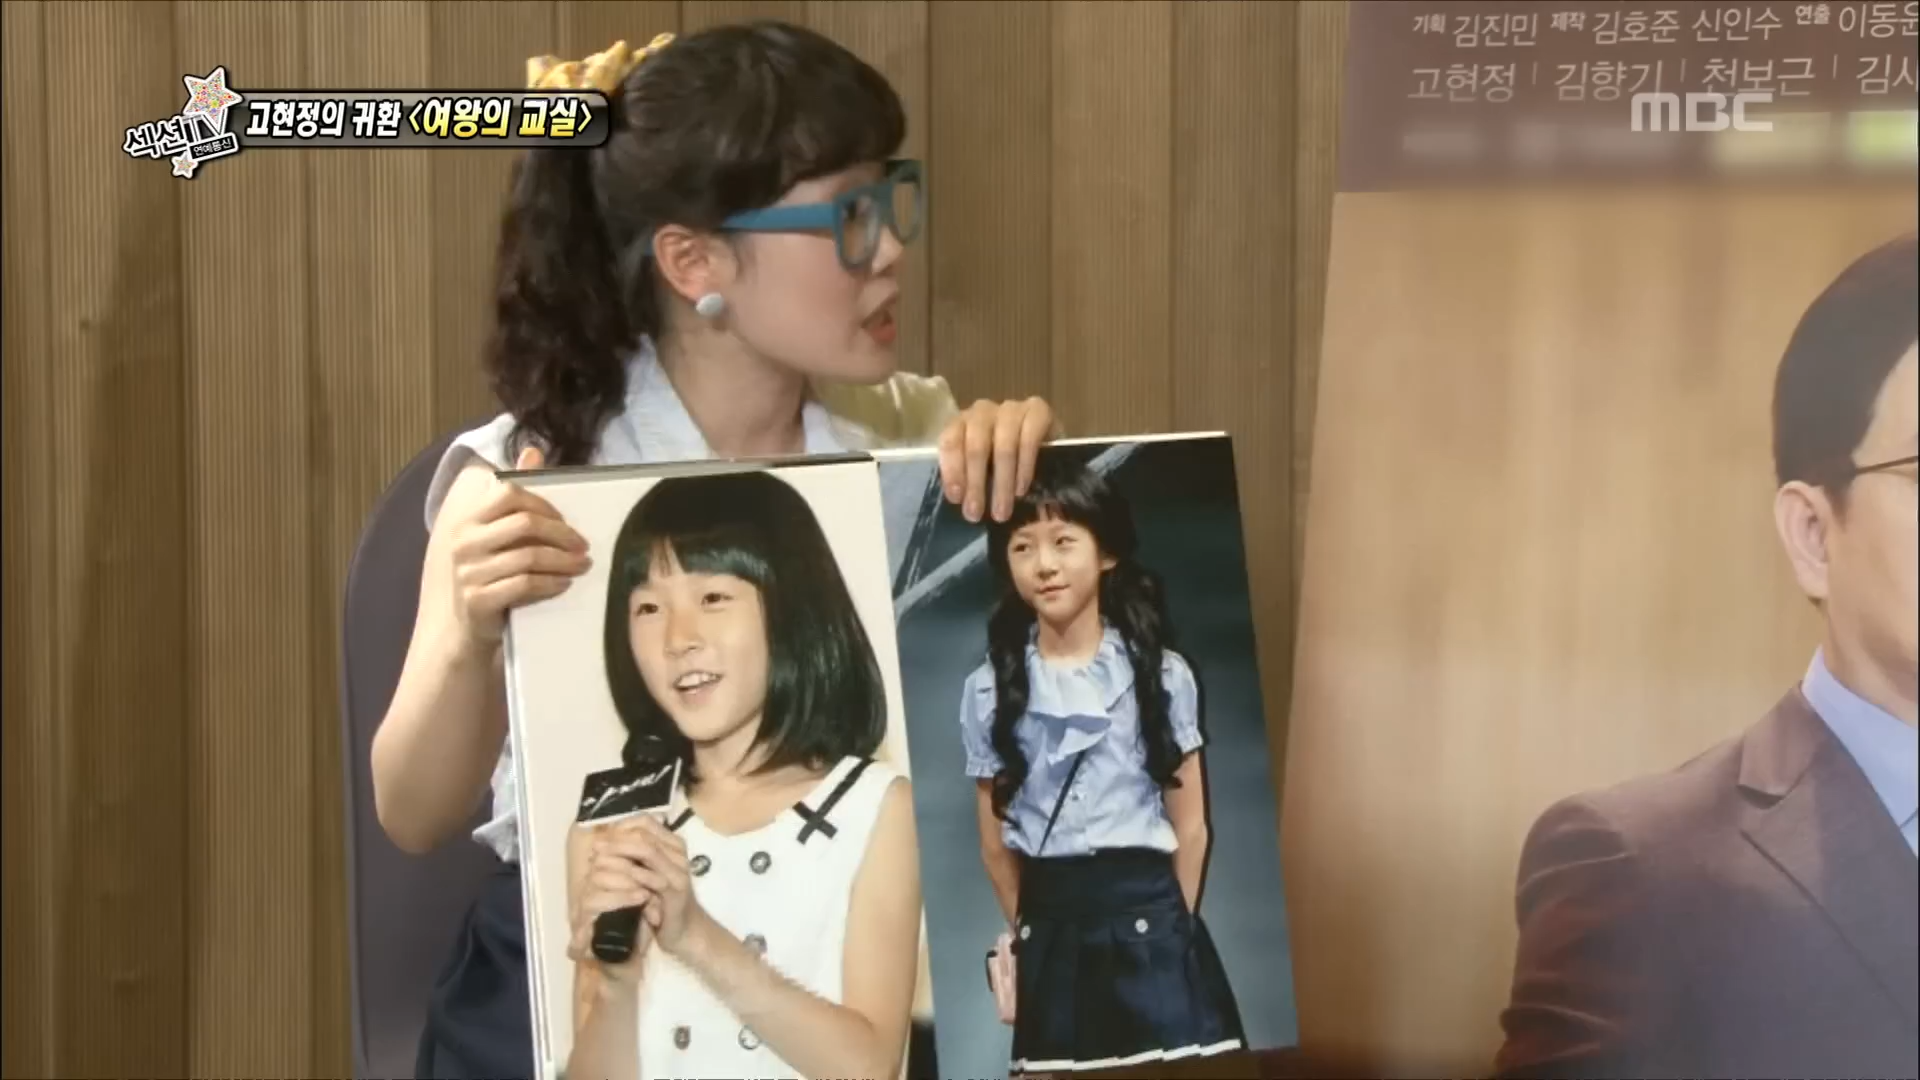 기획 김진민 제작 김호준 신인수 연출 이동윤
고현정 | 김향기 | 천보근 | 김새
MBC
섹션TV
연예통신
고현정의 귀환 <여왕의 교실>